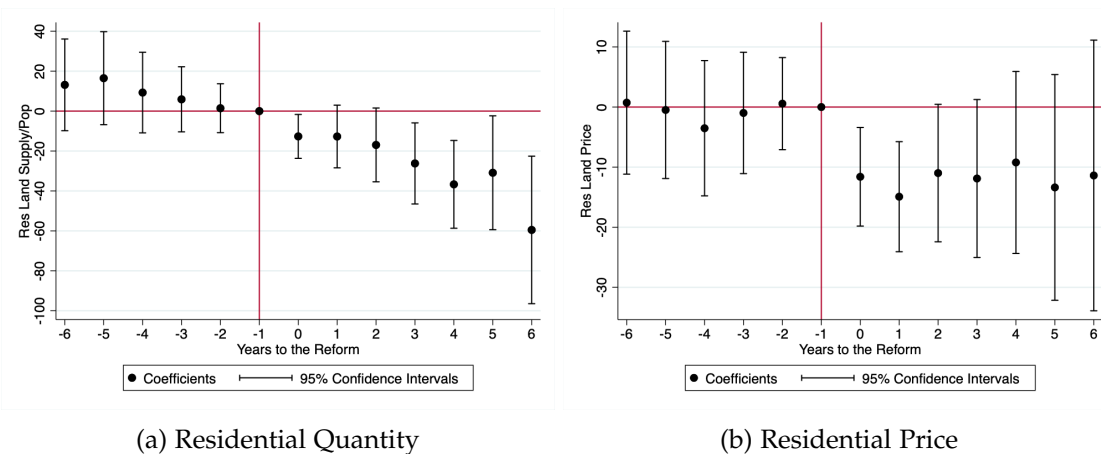 Res Land Supply/Pop
40
20
0
-20
-40
-60
-80
-100
-6 -5 -4 -3 -2 -1 0 1 2 3 4 5 6
Years to the Reform
Coefficients 95% Confidence Intervals
(a) Residential Quantity
Res Land Price
10
0
-10
-20
-30
-6 -5 -4 -3 -2 -1 0 1 2 3 4 5 6
Years to the Reform
Coefficients 95% Confidence Intervals
(b) Residential Price